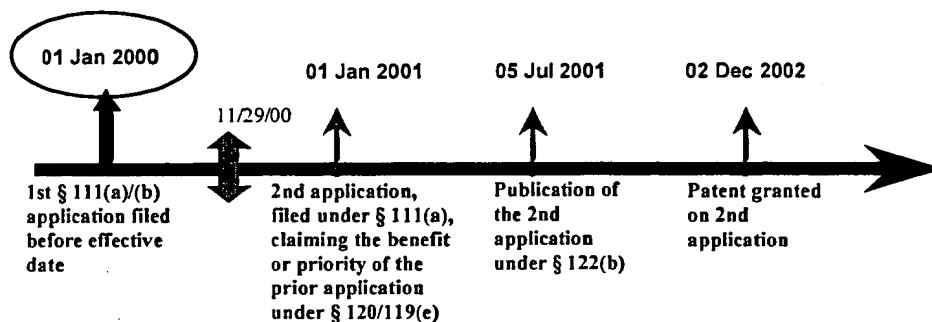 01 Jan 2000
01 Jan 2001
05 Jul 2001
02 Dec 2002
11/29/00
1st § 111(a)/(b)
application filed
before effective
date
2nd application,
filed under § 111(a),
claiming the benefit
or priority of the
prior application
under § 120/119(e)
Publication of
the 2nd
application
under § 122(b)
Patent granted
on 2nd
application